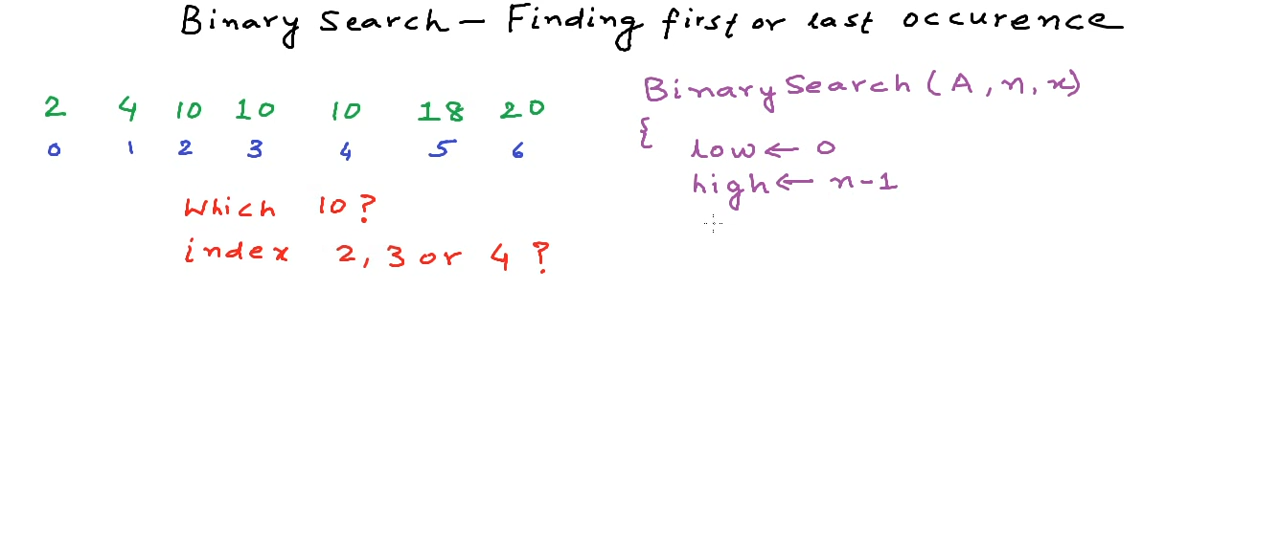 Binary Search — Finding first or last occurence
2 4 10 10 10 18 20
0 1 2 3 4 5 6
Which 10?
index 2, 3 or 4 ?
BinarySearch (A, n, x)
{
low ← 0
high ← n-1